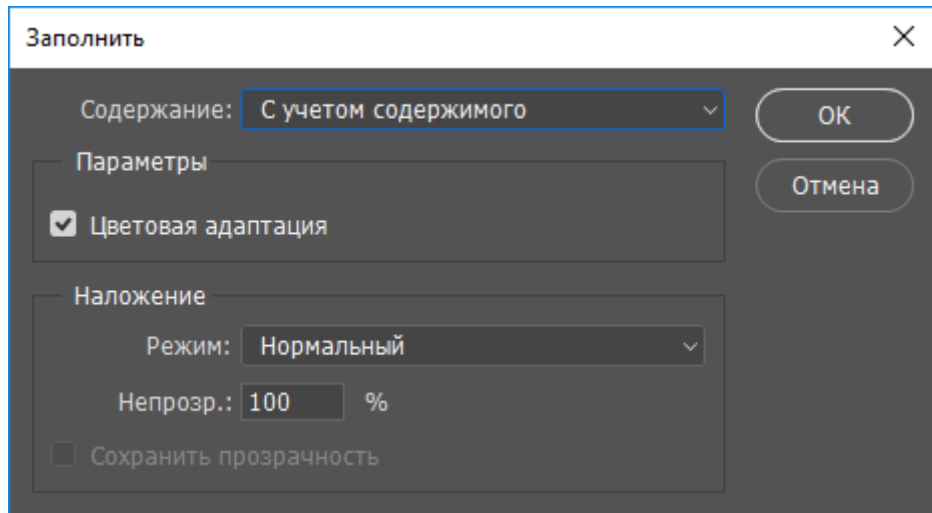 Заполнить
Содержание: С учетом содержимого
OK
Параметры
Отмена
Цветовая адаптация
Наложение
Режим: Нормальный
Непрозр.: 100 %
Сохранить прозрачность